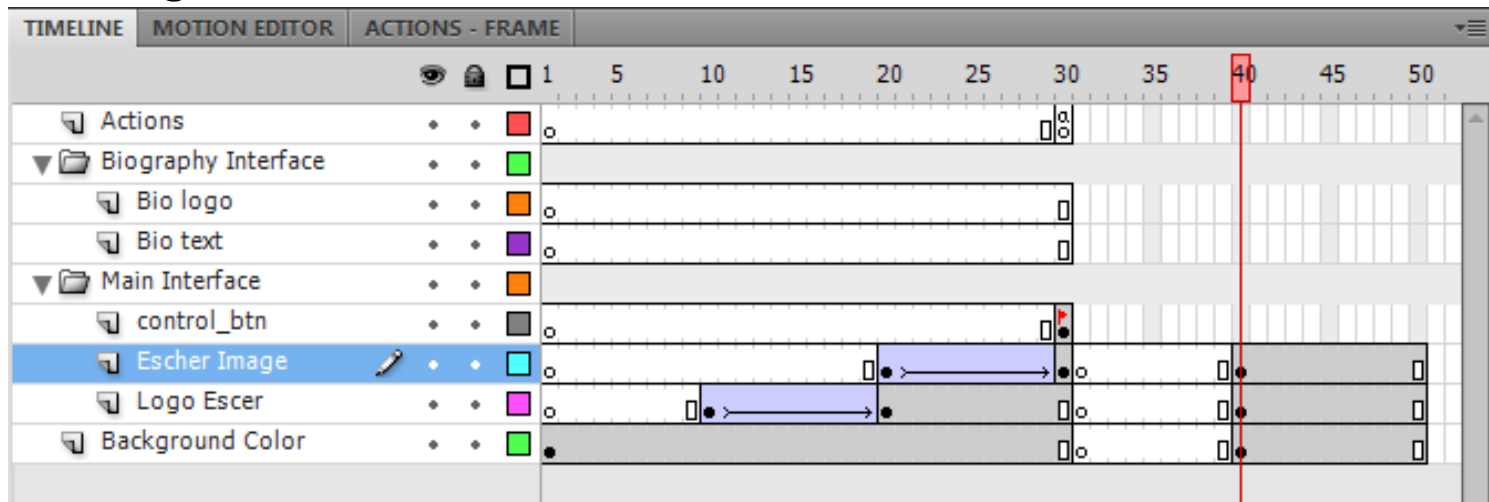 TIMELINE MOTION EDITOR ACTIONS - FRAME
1 5 10 15 20 25 30 35 40 45 50
Actions
Biography Interface
Bio logo
Bio text
Main Interface
control_btn
Escher Image
Logo Escer
Background Color